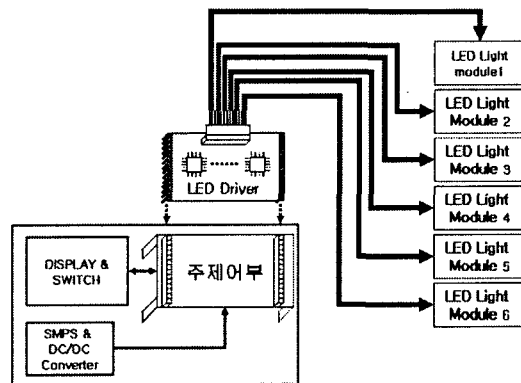 LED Light
module1
LED Light
Module 2
LED Light
Module 3
LED Light
Module 4
LED Light
Module 5
LED Light
Module 6
LED Driver
주제어부
DISPLAY &
SWITCH
SMPS &
DC/DC
Converter